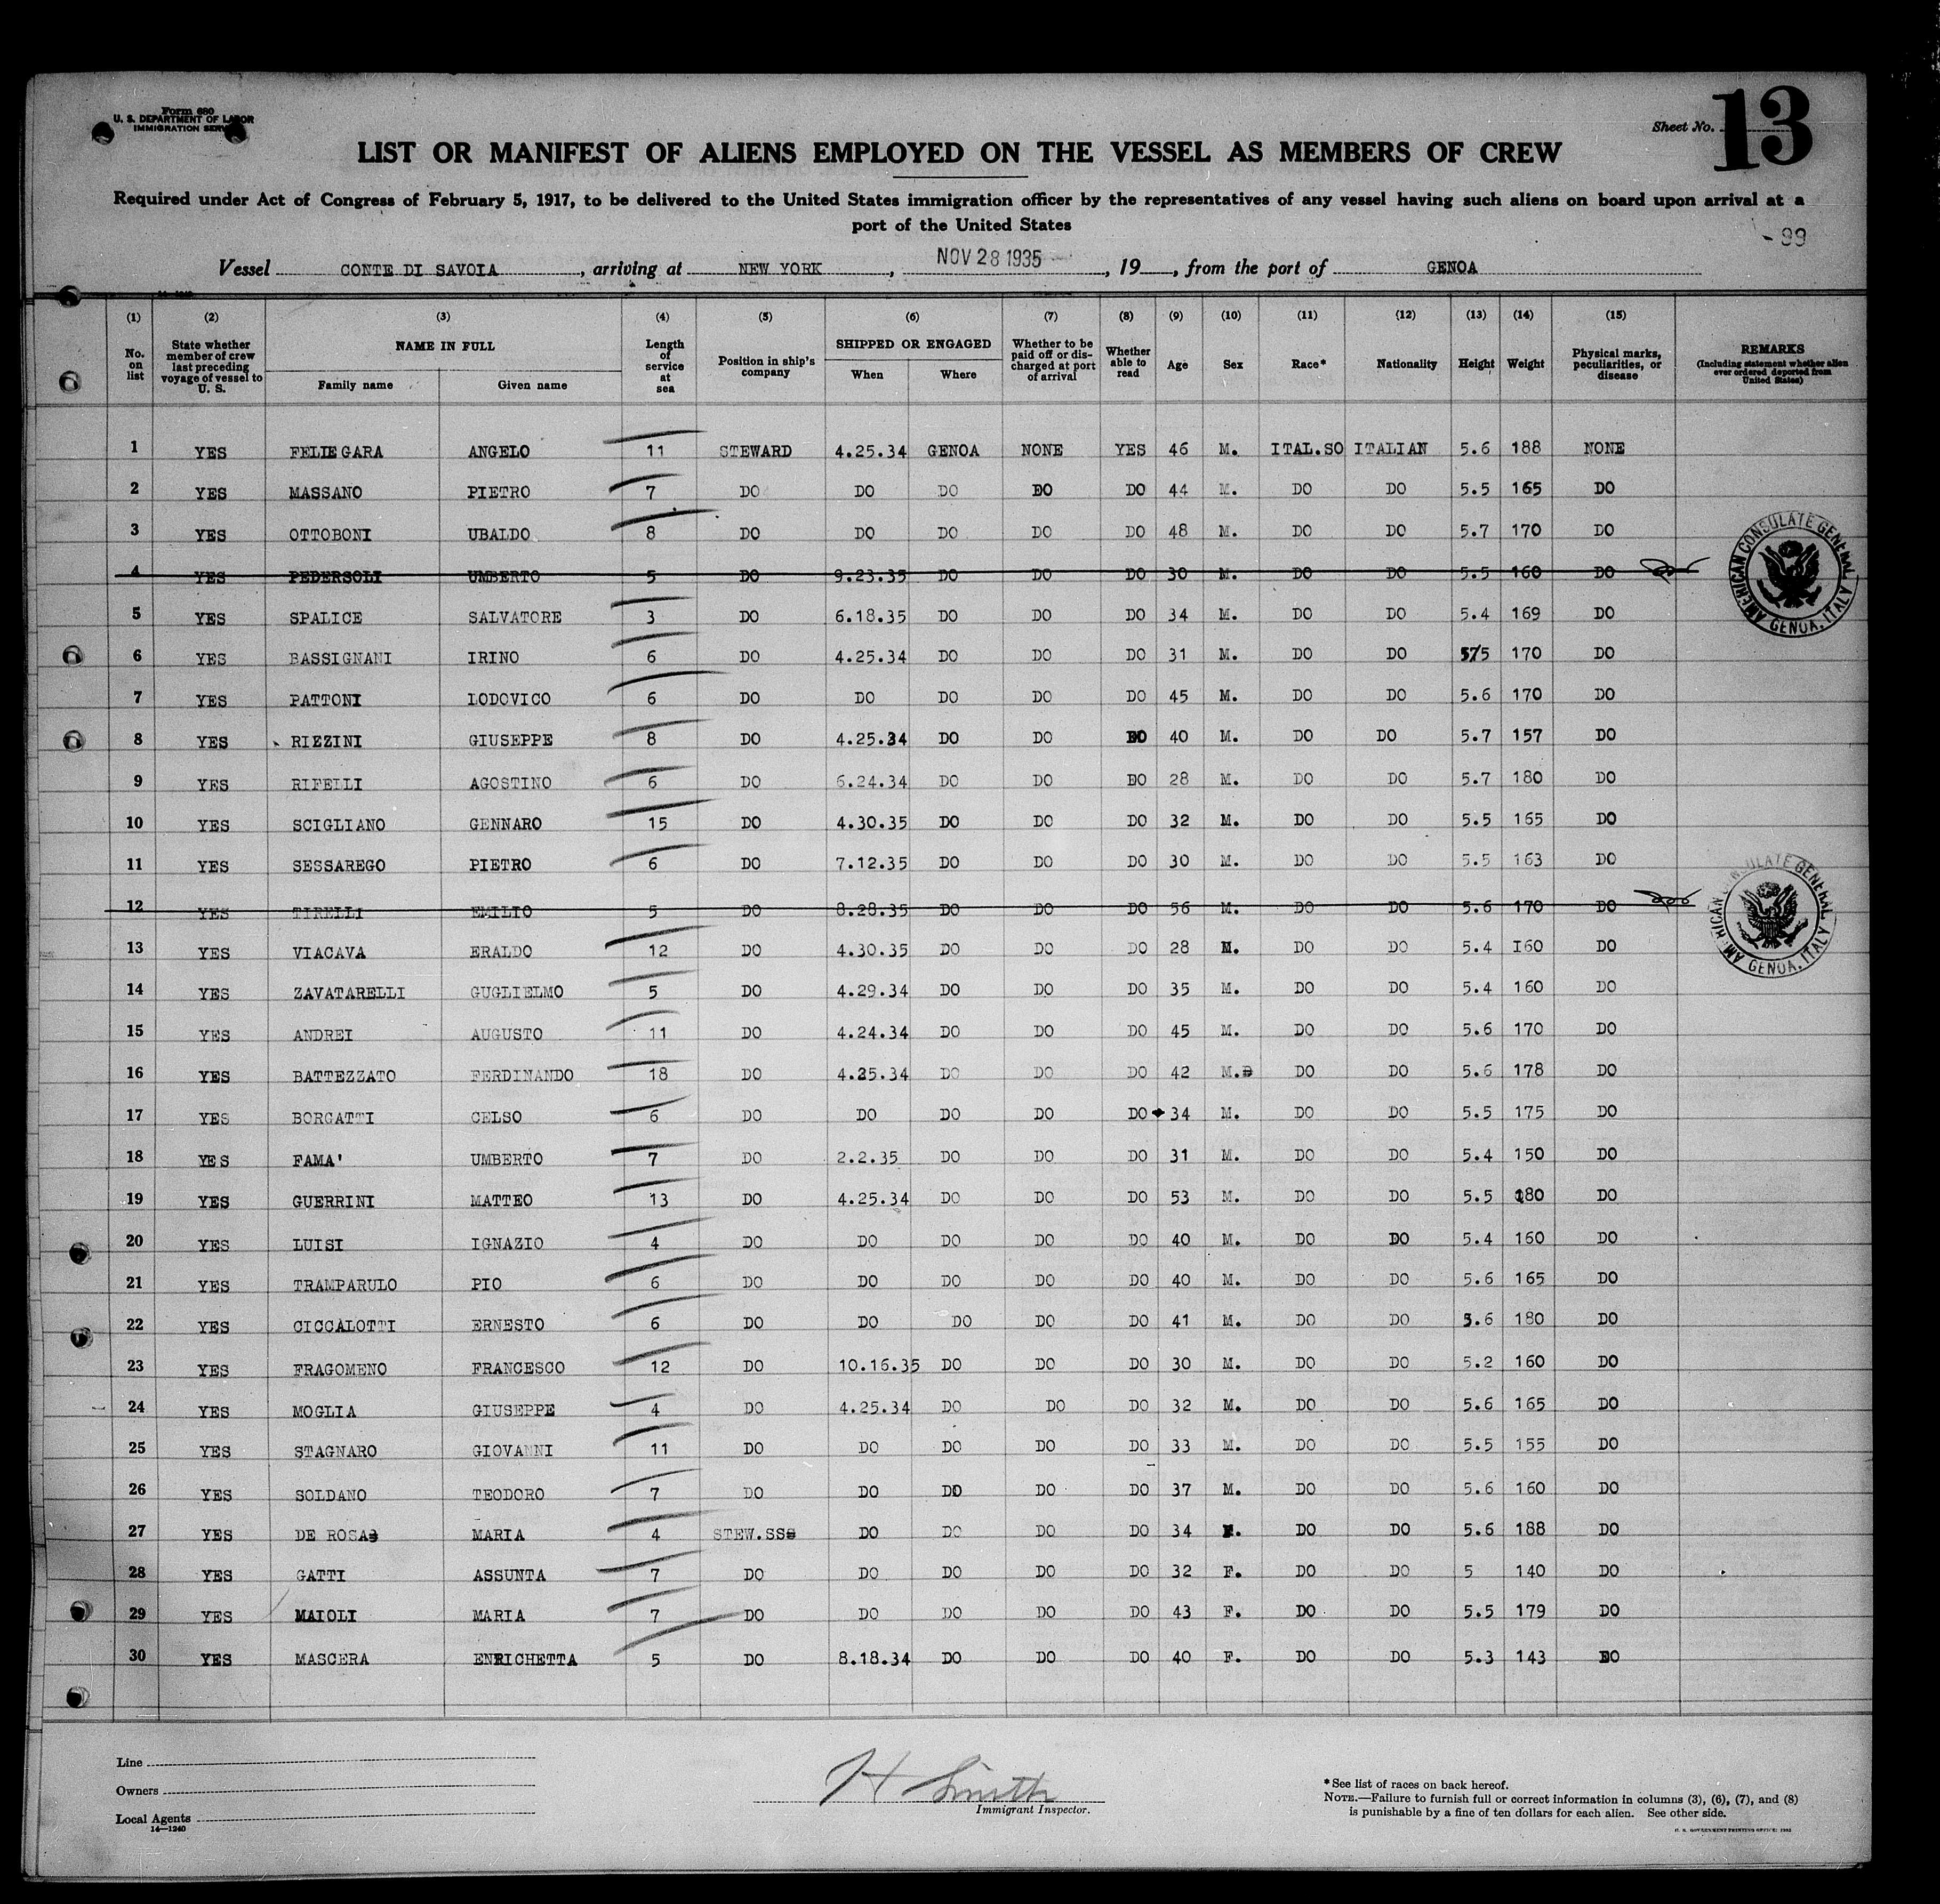 Form 680
U. S. DEPARTMENT OF LABOR
IMMIGRATION SERV
Sheet No. 13
LIST OR MANIFEST OF ALIENS EMPLOYED ON THE VESSEL AS MEMBERS OF CREW
Required under Act of Congress of February 5, 1917, to be delivered to the United States immigration officer by the representatives of any vessel having such aliens on board upon arrival at a
port of the United States
- 99
Vessel CONTE DI SAVOIA, arriving at NEW YORK, NOV 28 1935, 19, from the port of GENOA
(1) (2) (3) (4) (5) (6) (7) (8) (9) (10) (11) (12) (13) (14) (15)
No. on list State whether member of crew last preceding voyage of vessel to U. S. NAME IN FULL Family name Given name Length of service at sea Position in ship's company SHIPPED OR ENGAGED When Where Whether to be paid off or discharged at port of arrival Whether able to read Age Sex Race* Nationality Height Weight Physical marks, peculiarities, or disease REMARKS (Including statement whether alien ever ordered deported from United States)
1 YES FELIEGARA ANGELO 11 STEWARD 4.25.34 GENOA NONE YES 46 M. ITAL.SO ITALIAN 5.6 188 NONE
2 YES MASSANO PIETRO 7 DO DO DO DO DO 44 M. DO DO 5.5 165 DO
3 YES OTTOBONI UBALDO 8 DO DO DO DO DO 48 M. DO DO 5.7 170 DO
4 YES PEDERSOLI UMBERTO 5 DO 9.23.35 DO DO DO 30 M. DO DO 5.5 160 DO
5 YES SPALICE SALVATORE 3 DO 6.18.35 DO DO DO 34 M. DO DO 5.4 169 DO
6 YES BASSIGNANI IRINO 6 DO 4.25.34 DO DO DO 31 M. DO DO 5/5 170 DO
7 YES PATTONI LODOVICO 6 DO DO DO DO DO 45 M. DO DO 5.6 170 DO
8 YES RIZZINI GIUSEPPE 8 DO 4.25.34 DO DO DO 40 M. DO DO 5.7 157 DO
9 YES RIFELLI AGOSTINO 6 DO 6.24.34 DO DO DO 28 M. DO DO 5.7 180 DO
10 YES SCIGLIANO GENNARO 15 DO 4.30.35 DO DO DO 32 M. DO DO 5.5 165 DO
11 YES SESSAREGO PIETRO 6 DO 7.12.35 DO DO DO 30 M. DO DO 5.5 163 DO
12 YES TIRELLI EMILIO 5 DO 8.28.35 DO DO DO 56 M. DO DO 5.6 170 DO
13 YES VIACAVA ERALDO 12 DO 4.30.35 DO DO DO 28 M. DO DO 5.4 I60 DO
14 YES ZAVATARELLI GUGLIELMO 5 DO 4.29.34 DO DO DO 35 M. DO DO 5.4 160 DO
15 YES ANDREI AUGUSTO 11 DO 4.24.34 DO DO DO 45 M. DO DO 5.6 170 DO
16 YES BATTEZZATO FERDINANDO 18 DO 4.25.34 DO DO DO 42 M. DO DO 5.6 178 DO
17 YES BORGATTI CELSO 6 DO DO DO DO DO 34 M. DO DO 5.5 175 DO
18 YES FAMA' UMBERTO 7 DO 2.2.35 DO DO DO 31 M. DO DO 5.4 150 DO
19 YES GUERRINI MATTEO 13 DO 4.25.34 DO DO DO 53 M. DO DO 5.5 180 DO
20 YES LUISI IGNAZIO 4 DO DO DO DO DO 40 M. DO DO 5.4 160 DO
21 YES TRAMPARULO PIO 6 DO DO DO DO DO 40 M. DO DO 5.6 165 DO
22 YES CICCALOTTI ERNESTO 6 DO DO DO DO DO 41 M. DO DO 5.6 180 DO
23 YES FRAGOMENO FRANCESCO 12 DO 10.16.35 DO DO DO 30 M. DO DO 5.2 160 DO
24 YES MOGLIA GIUSEPPE 4 DO 4.25.34 DO DO DO 32 M. DO DO 5.6 165 DO
25 YES STAGNARO GIOVANNI 11 DO DO DO DO DO 33 M. DO DO 5.5 155 DO
26 YES SOLDANO TEODORO 7 DO DO DO DO DO 37 M. DO DO 5.6 160 DO
27 YES DE ROSA MARIA 4 STEW.SS DO DO DO DO 34 F. DO DO 5.6 188 DO
28 YES GATTI ASSUNTA 7 DO DO DO DO DO 32 F. DO DO 5 140 DO
29 YES MAIOLI MARIA 7 DO DO DO DO DO 43 F. DO DO 5.5 179 DO
30 YES MASCERA ENRICHETTA 5 DO 8.18.34 DO DO DO 40 F. DO DO 5.3 143 DO
AMERICAN CONSULATE GENERAL GENOA, ITALY
AMERICAN CONSULATE GENERAL GENOA, ITALY
Line
Owners
Local Agents
14—1240
H Smith
Immigrant Inspector.
*See list of races on back hereof.
NOTE.—Failure to furnish full or correct information in columns (3), (6), (7), and (8)
is punishable by a fine of ten dollars for each alien. See other side.
U. S. GOVERNMENT PRINTING OFFICE: